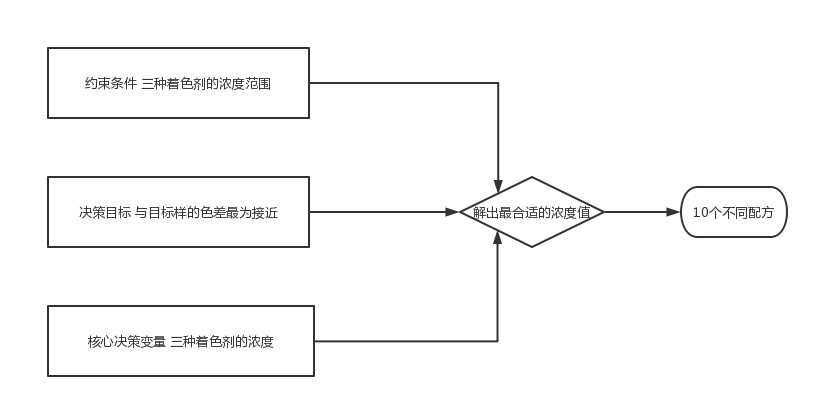 约束条件 三种着色剂的浓度范围
决策目标 与目标样的色差最为接近
解出最合适的浓度值
10个不同配方
核心决策变量 三种着色剂的浓度